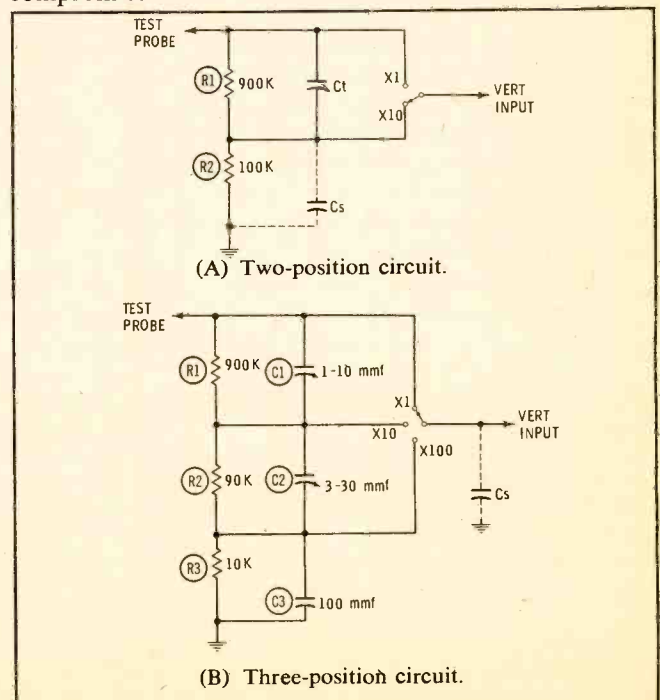 TEST
PROBE
R1
900K
Ct
X1
X10
VERT
INPUT
R2
100K
Cs
(A) Two-position circuit.
TEST
PROBE
R1
900K
C1
1-10 mmf
X1
X10
X100
VERT
INPUT
R2
90K
C2
3-30 mmf
Cs
R3
10K
C3
100 mmf
(B) Three-position circuit.